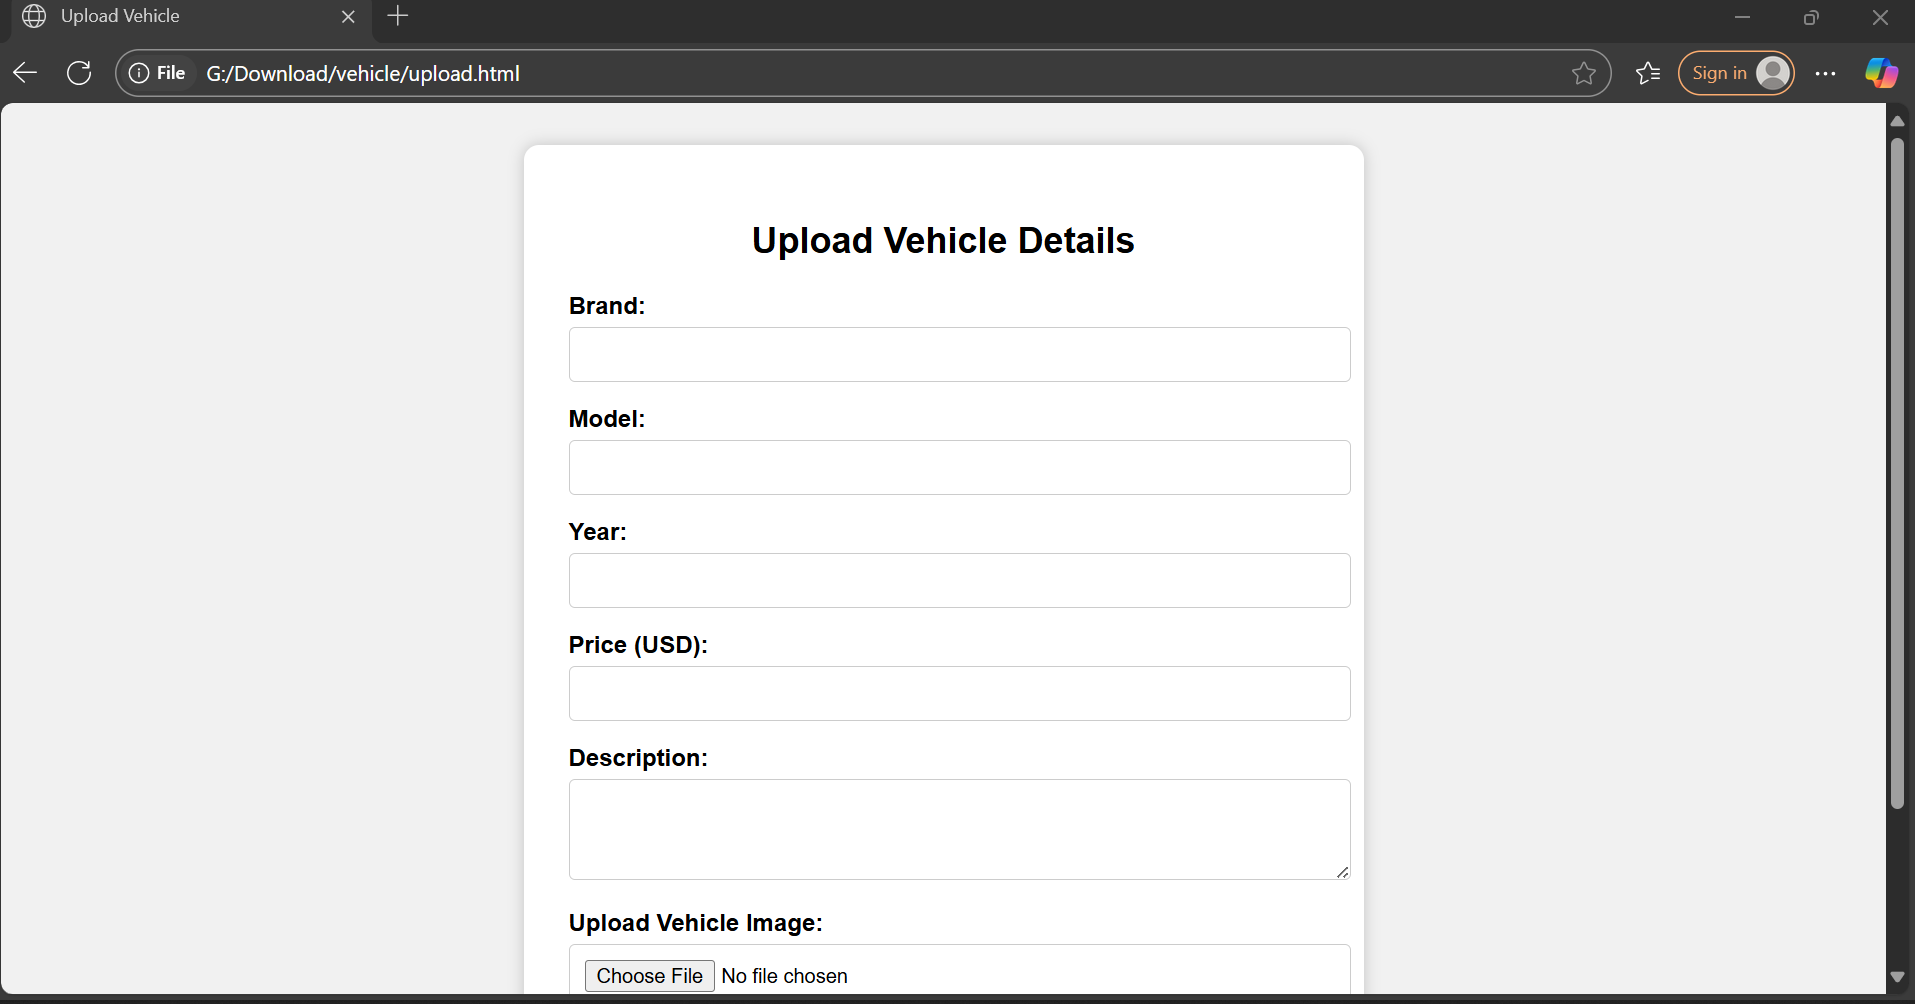 Upload Vehicle
File G:/Download/vehicle/upload.html Sign in
Upload Vehicle Details
Brand:
Model:
Year:
Price (USD):
Description:
Upload Vehicle Image:
Choose File No file chosen